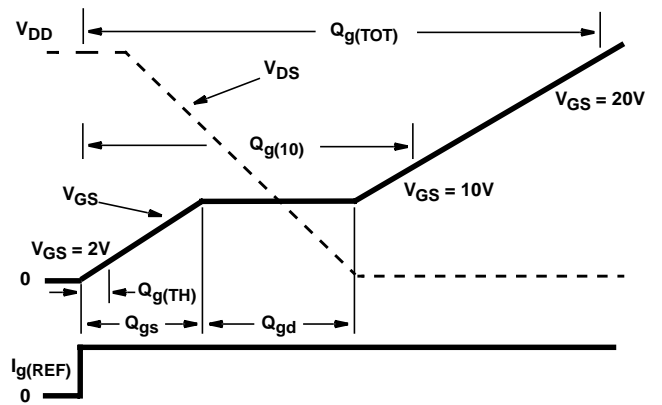 V_DD
Q_g(TOT)
V_DS
V_GS = 20V
Q_g(10)
V_GS
V_GS = 10V
V_GS = 2V
0
Q_g(TH)
Q_gs
Q_gd
I_g(REF)
0